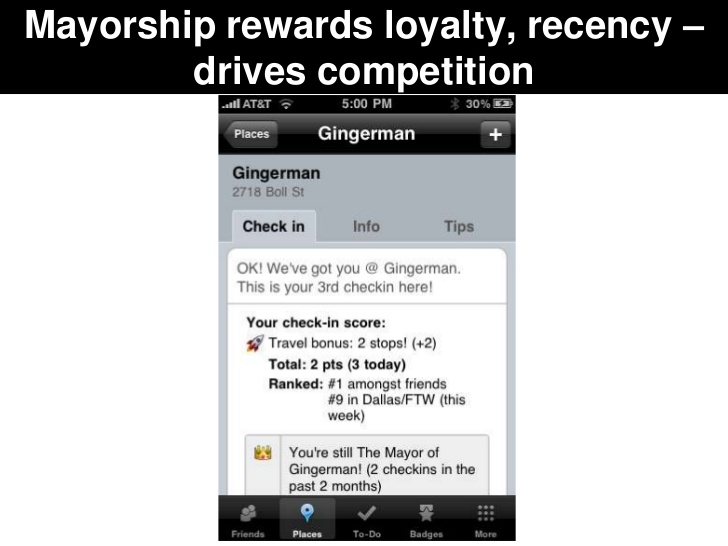 Mayorship rewards loyalty, recency –
drives competition
AT&T 5:00 PM 30%
Places Gingerman +
Gingerman
2718 Boll St
Check in Info Tips
OK! We've got you @ Gingerman.
This is your 3rd checkin here!
Your check-in score:
Travel bonus: 2 stops! (+2)
Total: 2 pts (3 today)
Ranked: #1 amongst friends
#9 in Dallas/FTW (this
week)
You're still The Mayor of
Gingerman! (2 checkins in the
past 2 months)
Friends Places To-Do Badges More